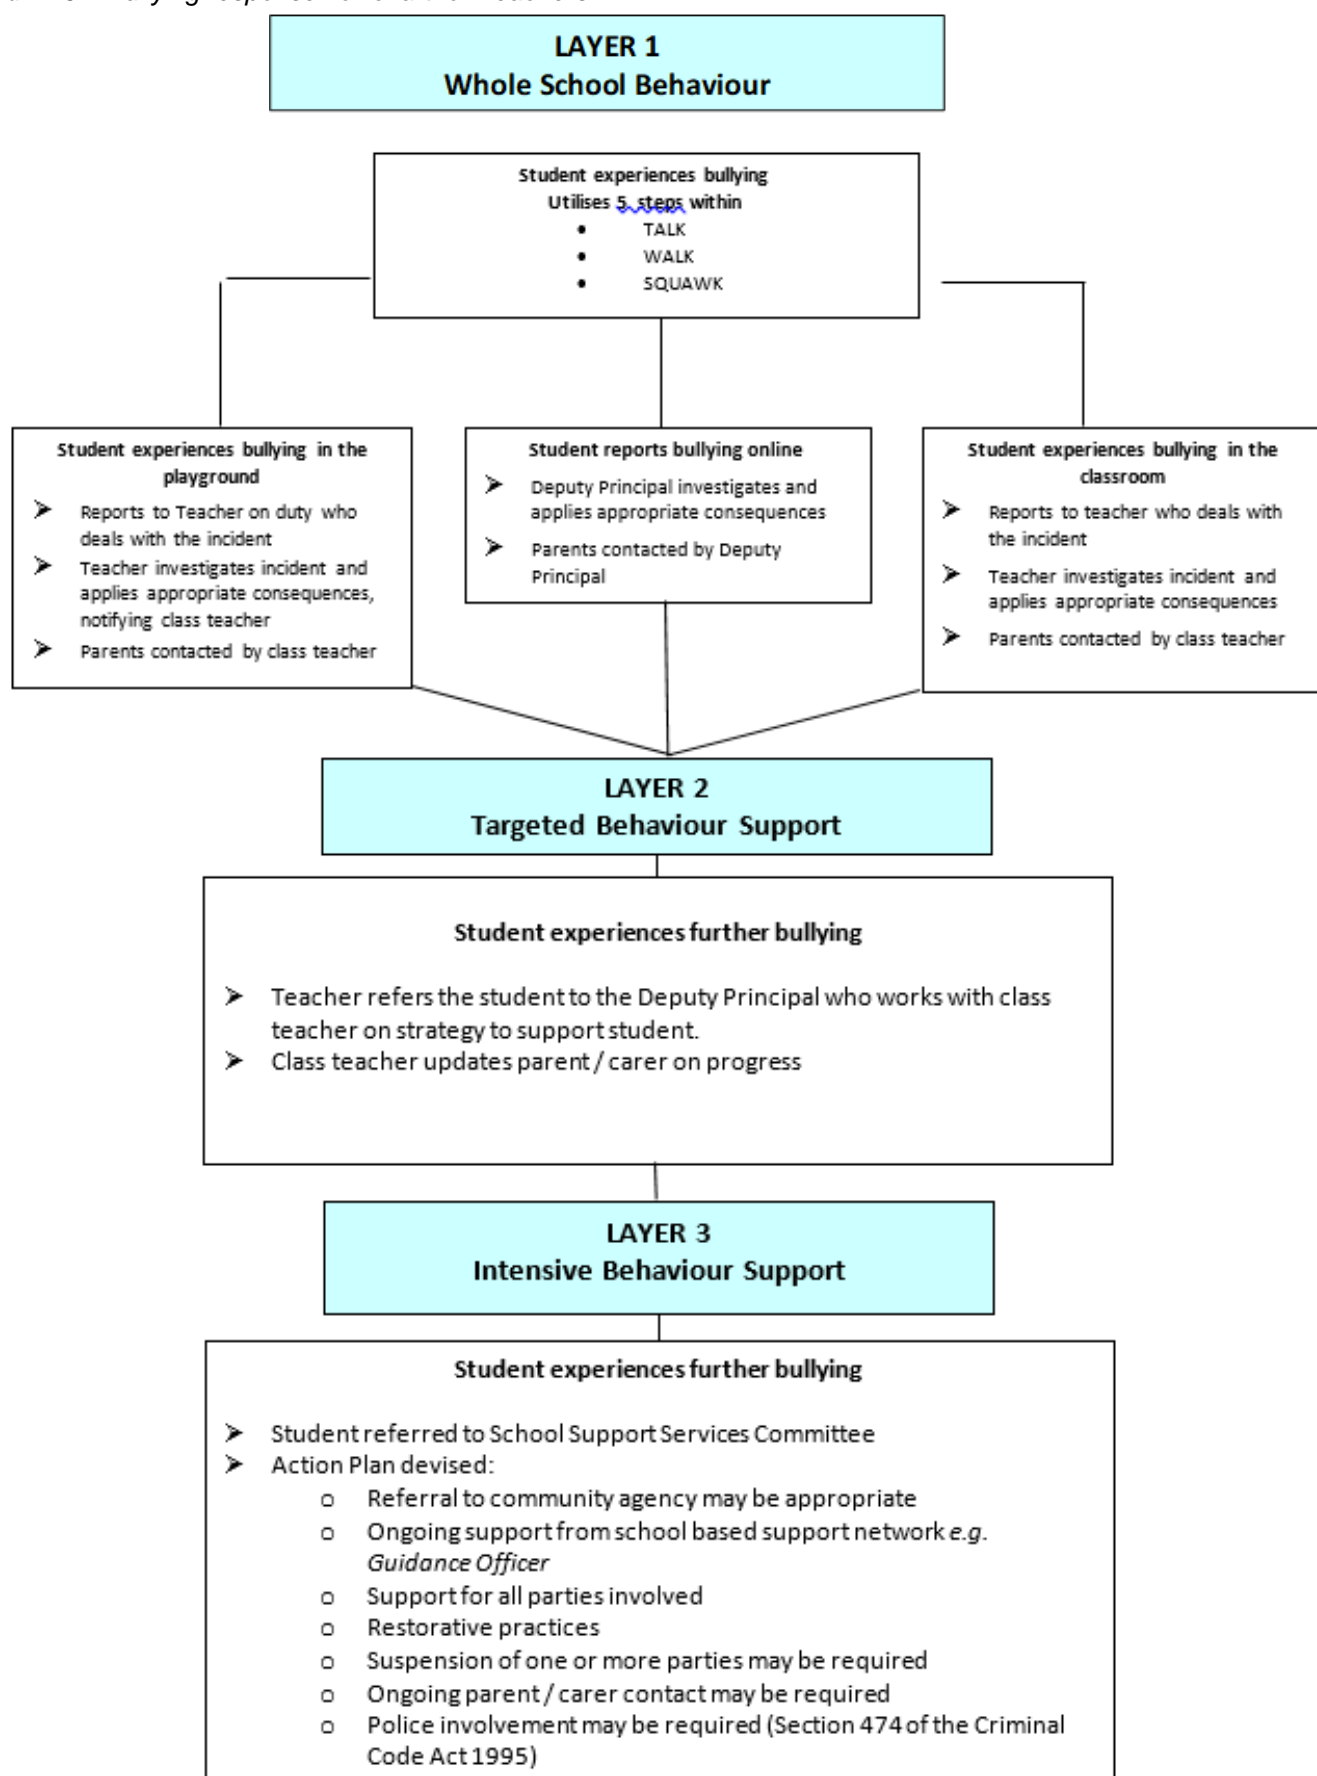 LAYER 1
Whole School Behaviour
Student experiences bullying
Utilises 5 steps within
• TALK
• WALK
• SQUAWK
Student experiences bullying in the
playground
➤ Reports to Teacher on duty who
deals with the incident
➤ Teacher investigates incident and
applies appropriate consequences,
notifying class teacher
➤ Parents contacted by class teacher
Student reports bullying online
➤ Deputy Principal investigates and
applies appropriate consequences
➤ Parents contacted by Deputy
Principal
Student experiences bullying in the
classroom
➤ Reports to teacher who deals with
the incident
➤ Teacher investigates incident and
applies appropriate consequences
➤ Parents contacted by class teacher
LAYER 2
Targeted Behaviour Support
Student experiences further bullying
➤ Teacher refers the student to the Deputy Principal who works with class
teacher on strategy to support student.
➤ Class teacher updates parent / carer on progress
LAYER 3
Intensive Behaviour Support
Student experiences further bullying
➤ Student referred to School Support Services Committee
➤ Action Plan devised:
o Referral to community agency may be appropriate
o Ongoing support from school based support network e.g.
Guidance Officer
o Support for all parties involved
o Restorative practices
o Suspension of one or more parties may be required
o Ongoing parent / carer contact may be required
o Police involvement may be required (Section 474 of the Criminal
Code Act 1995)